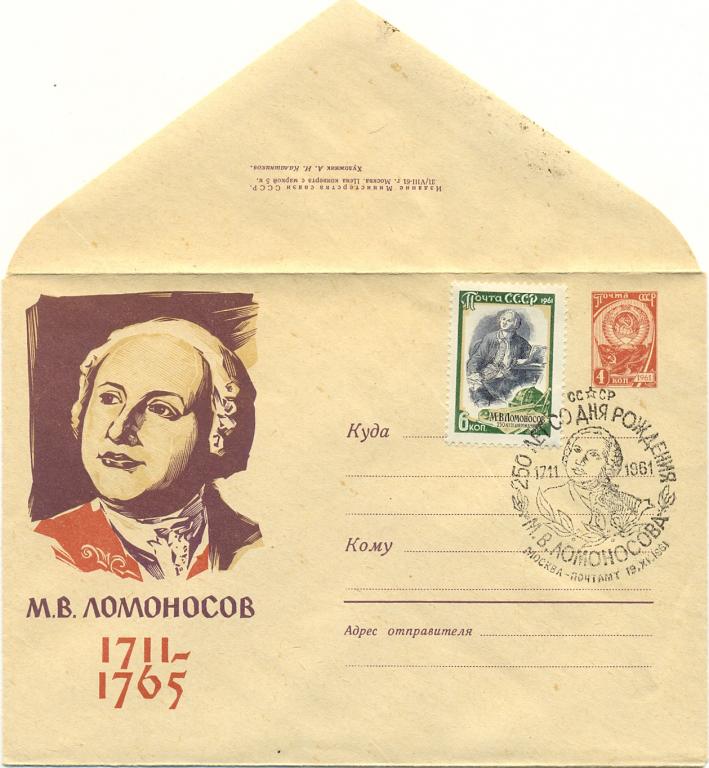 Издание Министерства связи СССР.
31/VIII-61 г. Москва. Цена конверта с маркой 5 к.
Художник А. Н. Калашников.
М.В. ЛОМОНОСОВ
1711-
1765
Почта СССР 1961
М·В·ЛОМОНОСОВ
6 КОП.
Почта СССР
4 КОП 1961
СС☆СР
250 ЛЕТ СО ДНЯ РОЖДЕНИЯ
1711 1961
М.В. ЛОМОНОСОВА
МОСКВА-ПОЧТАМТ 19.XI.1961
Куда
Кому
Адрес отправителя